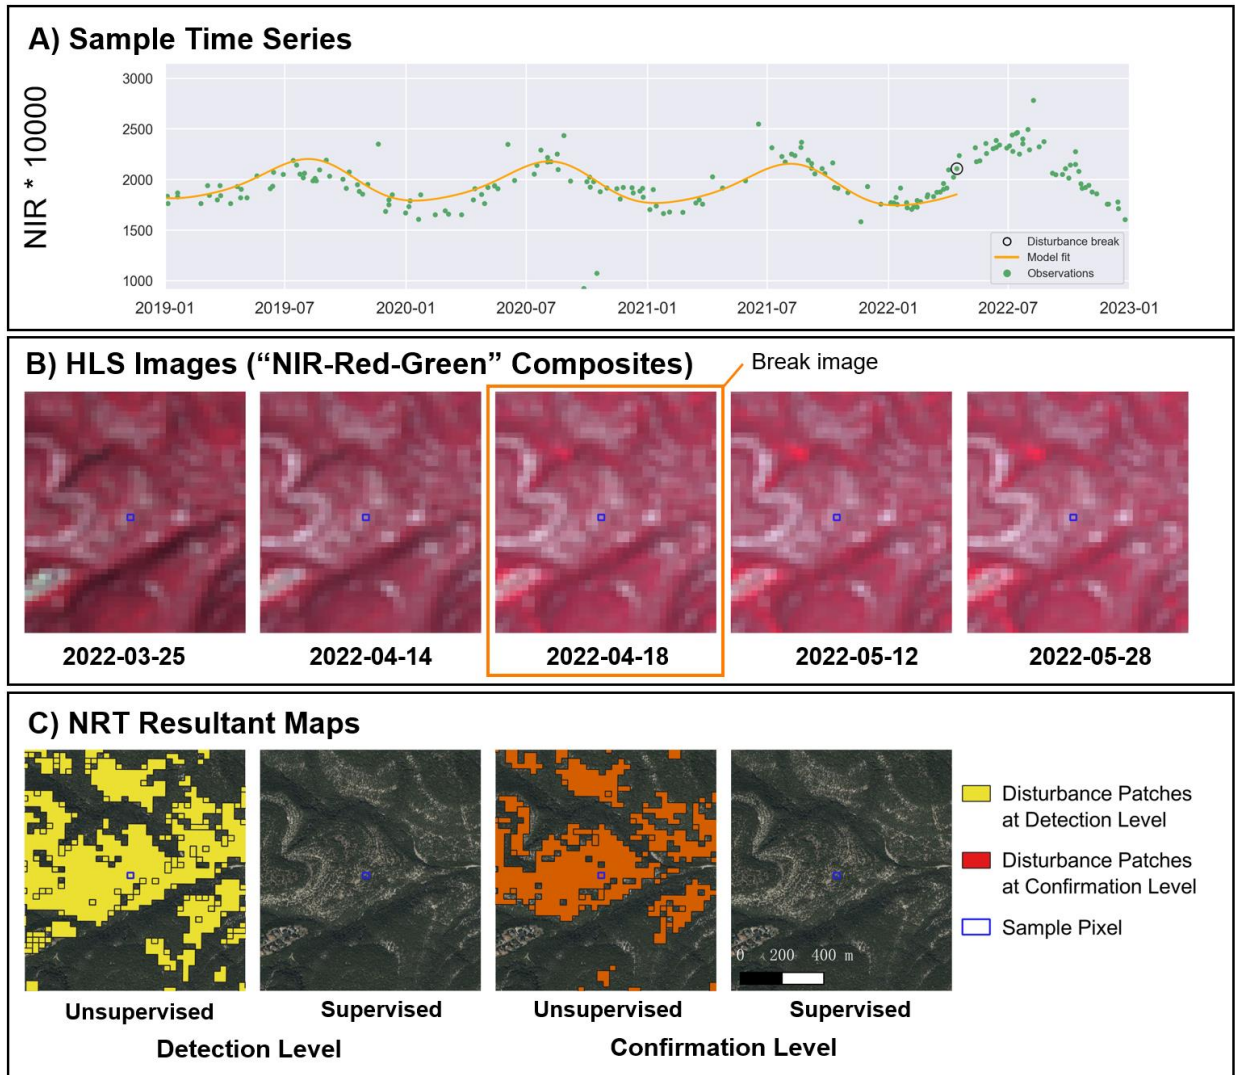 A) Sample Time Series
NIR * 10000
3000
2500
2000
1500
1000
Disturbance break
Model fit
Observations
2019-01 2019-07 2020-01 2020-07 2021-01 2021-07 2022-01 2022-07 2023-01
B) HLS Images (“NIR-Red-Green” Composites)
Break image
2022-03-25 2022-04-14 2022-04-18 2022-05-12 2022-05-28
C) NRT Resultant Maps
Disturbance Patches
at Detection Level
Disturbance Patches
at Confirmation Level
Sample Pixel
0 200 400 m
Unsupervised Supervised Unsupervised Supervised
Detection Level Confirmation Level